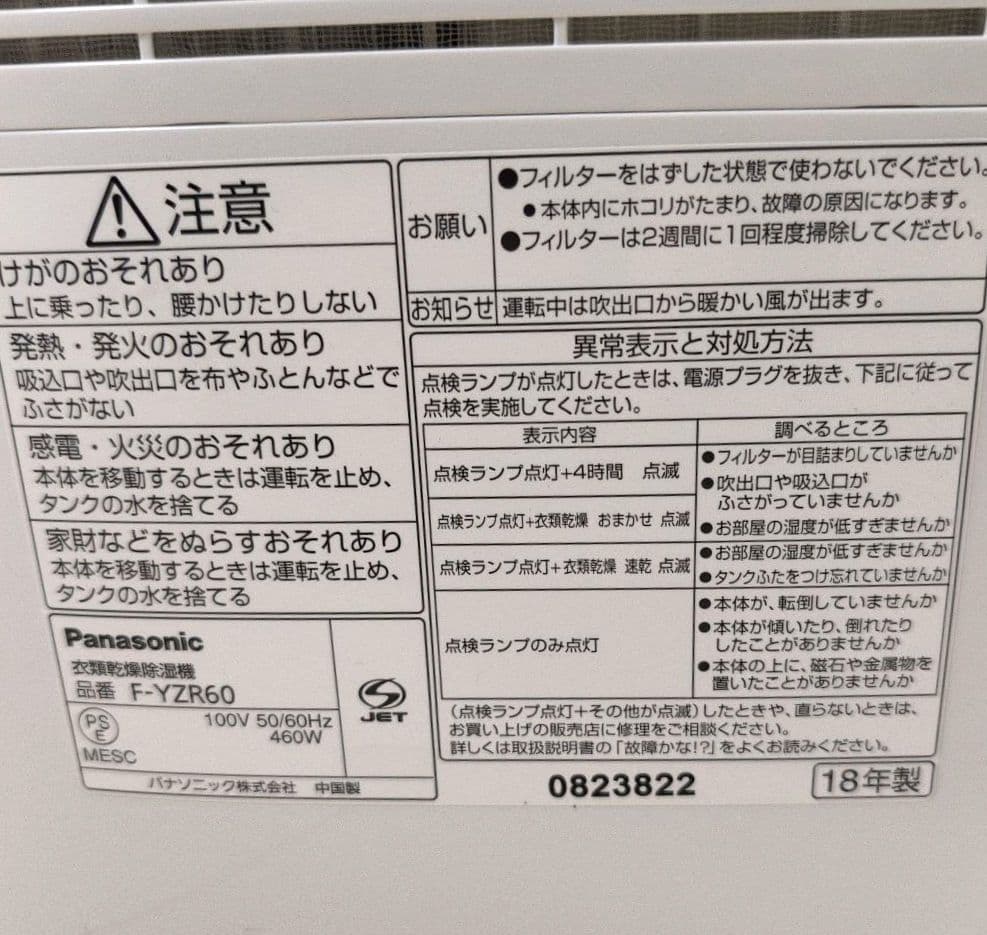 注意
けがのおそれあり
上に乗ったり、腰かけたりしない
発熱・発火のおそれあり
吸込口や吹出口を布やふとんなどで
ふさがない
感電・火災のおそれあり
本体を移動するときは運転を止め、
タンクの水を捨てる
家財などをぬらすおそれあり
本体を移動するときは運転を止め、
タンクの水を捨てる
Panasonic
衣類乾燥除湿機
品番 F-YZR60
PS
E
MESC
100V 50/60Hz
460W
JET
パナソニック株式会社 中国製
お願い
●フィルターをはずした状態で使わないでください。
●本体内にホコリがたまり、故障の原因になります。
●フィルターは2週間に1回程度掃除してください。
お知らせ 運転中は吹出口から暖かい風が出ます。
異常表示と対処方法
点検ランプが点灯したときは、電源プラグを抜き、下記に従って
点検を実施してください。
表示内容 調べるところ
点検ランプ点灯+4時間 点滅
点検ランプ点灯+衣類乾燥 おまかせ 点滅
●フィルターが目詰まりしていませんか
●吹出口や吸込口が
ふさがっていませんか
●お部屋の湿度が低すぎませんか
点検ランプ点灯+衣類乾燥 速乾 点滅
●お部屋の湿度が低すぎませんか
●タンクふたをつけ忘れていませんか
点検ランプのみ点灯
●本体が、転倒していませんか
●本体が傾いたり、倒れたり
したことがありませんか
●本体の上に、磁石や金属物を
置いたことがありませんか
(点検ランプ点灯+その他が点滅)したときや、直らないときは、
お買い上げの販売店に修理をご相談ください。
詳しくは取扱説明書の「故障かな!?」をよくお読みください。
0823822
18年製